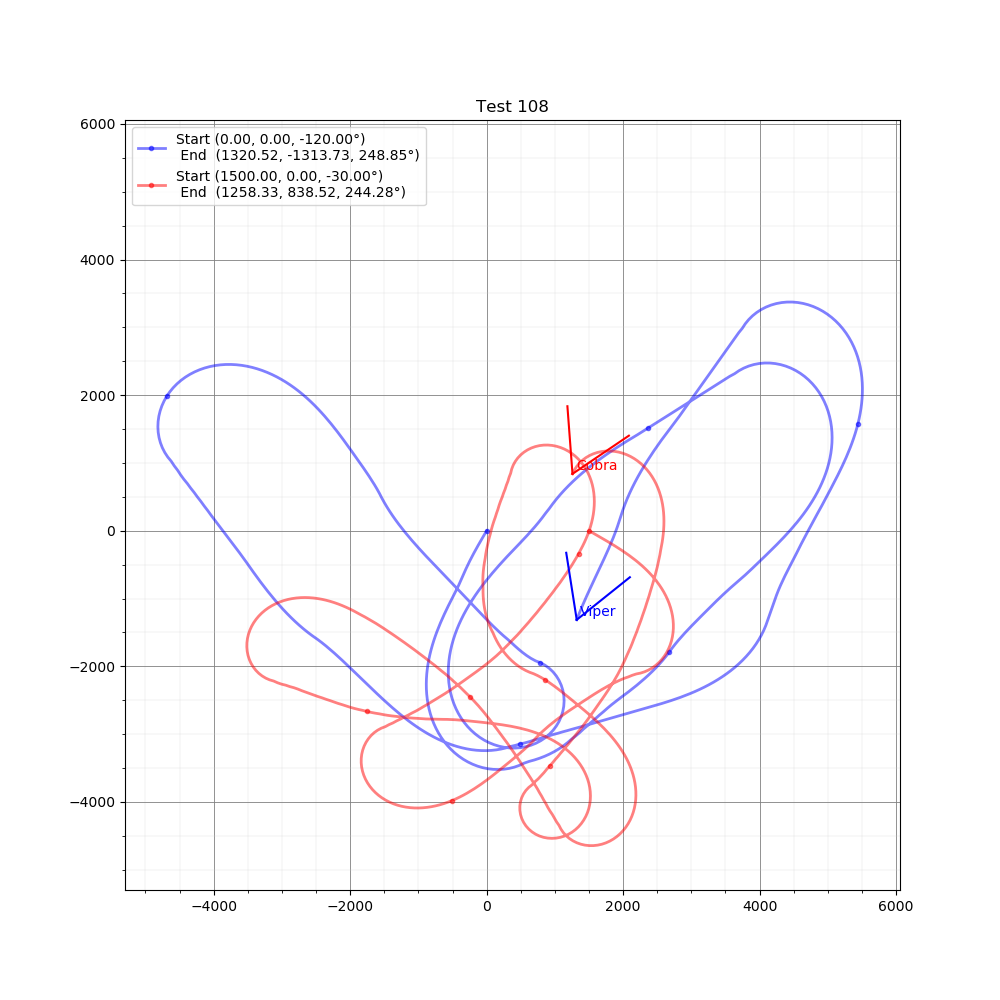 Test 108
Start (0.00, 0.00, -120.00°)
End  (1320.52, -1313.73, 248.85°)
Start (1500.00, 0.00, -30.00°)
End  (1258.33, 838.52, 244.28°)
6000
4000
2000
0
−2000
−4000
Cobra
Viper
−4000
−2000
0
2000
4000
6000